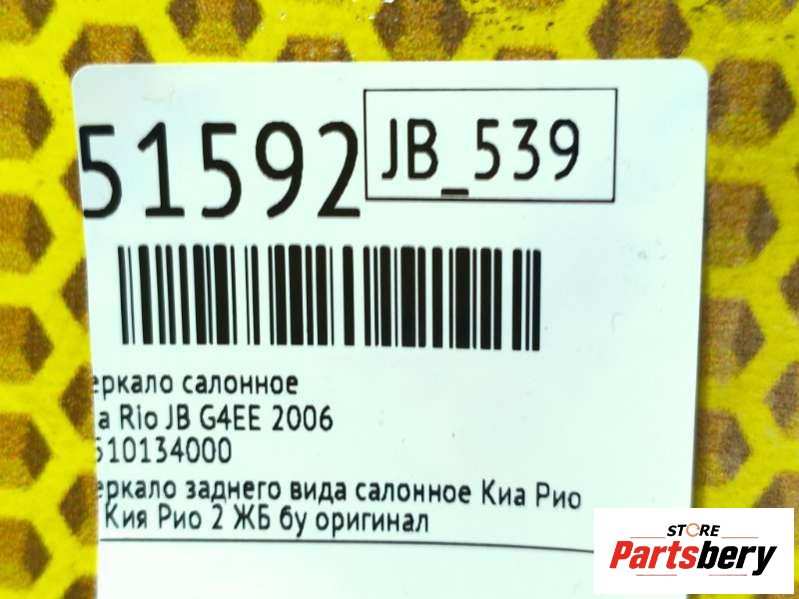 51592 JB_539
еркало салонное
a Rio JB G4EE 2006
510134000
еркало заднего вида салонное Киа Рио
Кия Рио 2 ЖБ бу оригинал
STORE
Partsbery